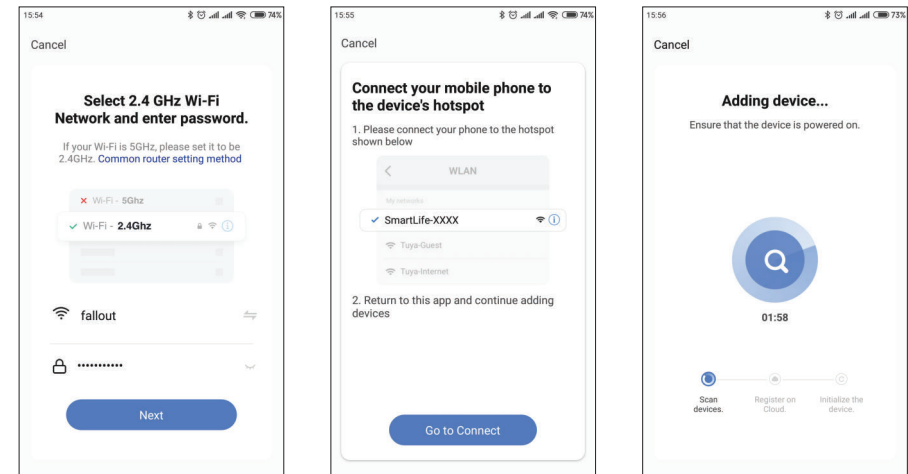 15:54
74%
Cancel
Select 2.4 GHz Wi-Fi
Network and enter password.
If your Wi-Fi is 5GHz, please set it to be
2.4GHz. Common router setting method
Wi-Fi - 5Ghz
Wi-Fi - 2.4Ghz
fallout
•••••••••••
Next
15:55
74%
Cancel
Connect your mobile phone to
the device's hotspot
1. Please connect your phone to the hotspot
shown below
WLAN
My networks
SmartLife-XXXX
Tuya-Guest
Tuya-Internet
2. Return to this app and continue adding
devices
Go to Connect
15:56
73%
Cancel
Adding device...
Ensure that the device is powered on.
01:58
Scan
devices.
Register on
Cloud.
Initialize the
device.